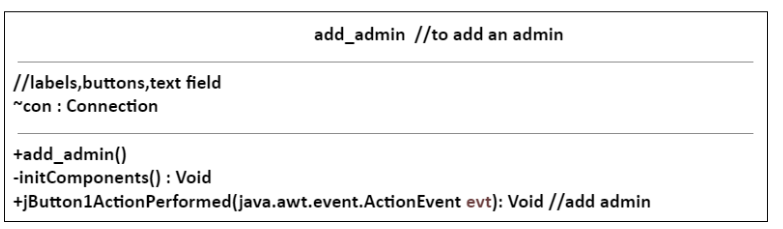 add_admin  //to add an admin
//labels,buttons,text field
~con : Connection
+add_admin()
-initComponents() : Void
+jButton1ActionPerformed(java.awt.event.ActionEvent evt): Void //add admin